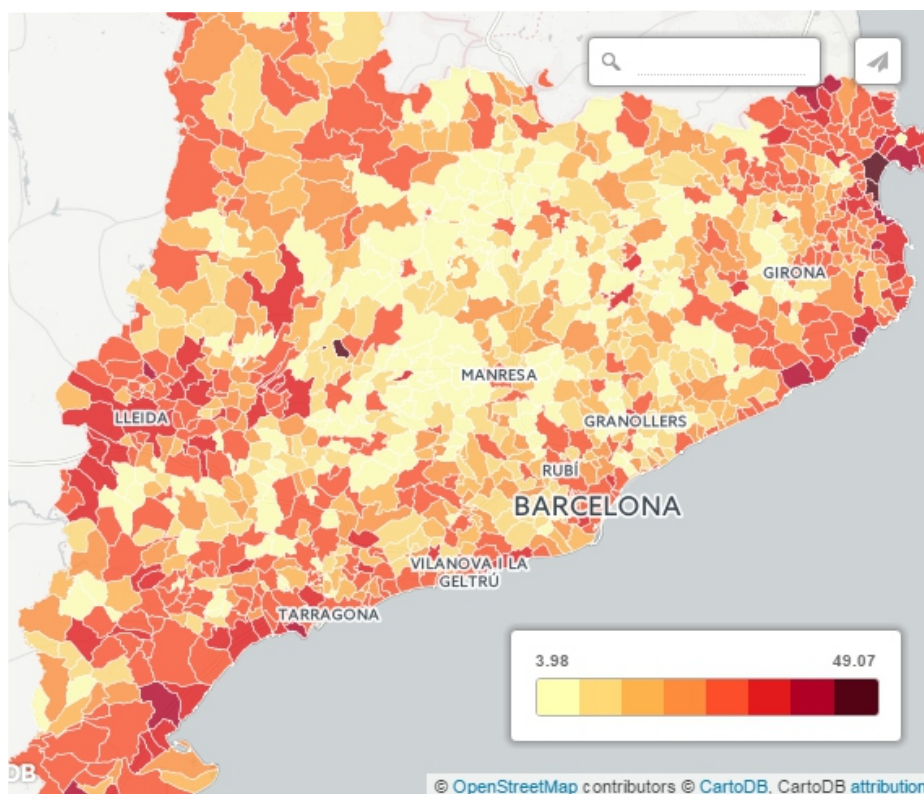 GIRONA
MANRESA
LLEIDA
GRANOLLERS
RUBÍ
BARCELONA
VILANOVA I LA
GELTRÚ
TARRAGONA
3.98 49.07
DB
© OpenStreetMap contributors © CartoDB, CartoDB attribution